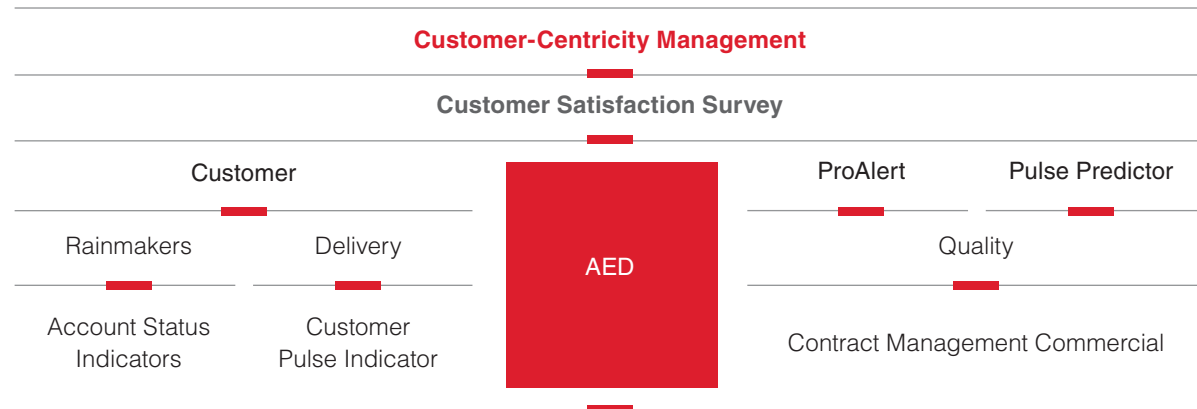 Customer-Centricity Management
Customer Satisfaction Survey
Customer
ProAlert
Pulse Predictor
Rainmakers
Delivery
AED
Quality
Account Status
Indicators
Customer
Pulse Indicator
Contract Management Commercial